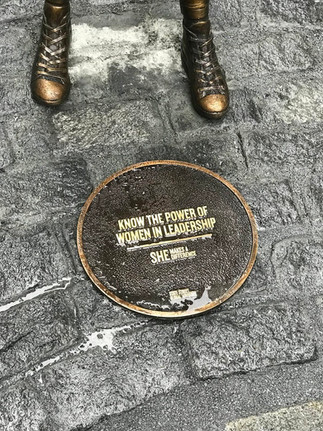 KNOW THE POWER OF
WOMEN IN LEADERSHIP
SHE MAKES A
DIFFERENCE